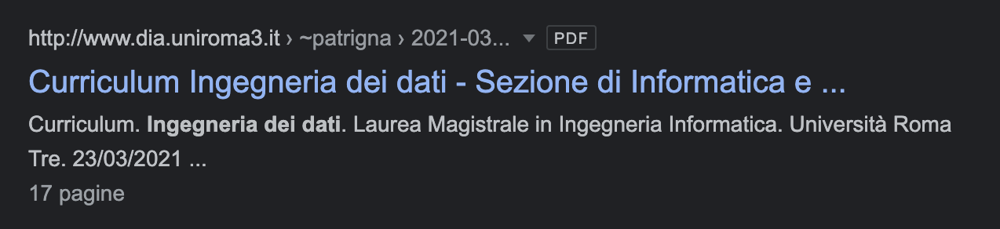 http://www.dia.uniroma3.it › ~patrigna › 2021-03... PDF
Curriculum Ingegneria dei dati - Sezione di Informatica e ...
Curriculum. Ingegneria dei dati. Laurea Magistrale in Ingegneria Informatica. Università Roma
Tre. 23/03/2021 ...
17 pagine